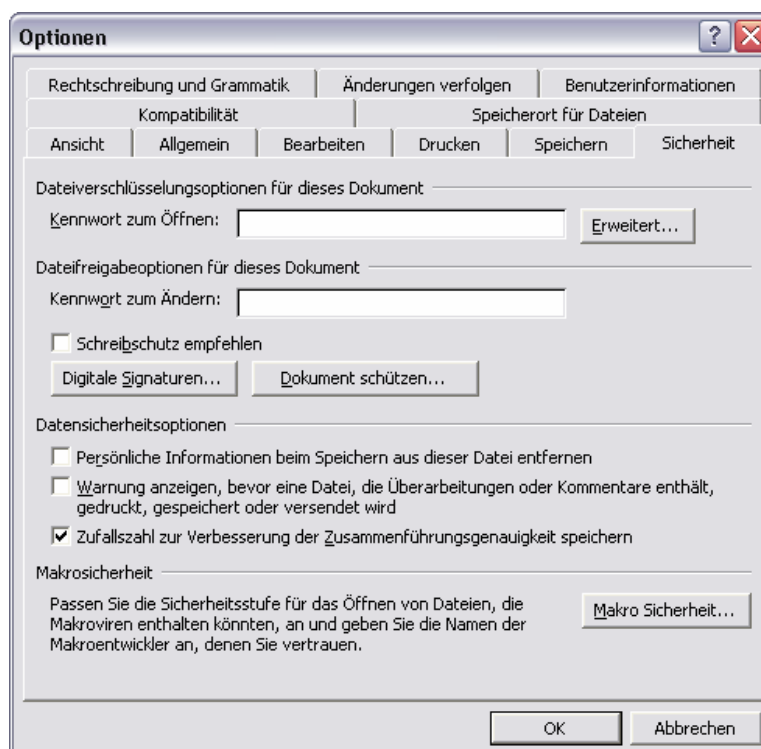 Optionen
Rechtschreibung und Grammatik Änderungen verfolgen Benutzerinformationen
Kompatibilität Speicherort für Dateien
Ansicht Allgemein Bearbeiten Drucken Speichern Sicherheit
Dateiverschlüsselungsoptionen für dieses Dokument
Kennwort zum Öffnen: Erweitert...
Dateifreigabeoptionen für dieses Dokument
Kennwort zum Ändern:
Schreibschutz empfehlen
Digitale Signaturen... Dokument schützen...
Datensicherheitsoptionen
Persönliche Informationen beim Speichern aus dieser Datei entfernen
Warnung anzeigen, bevor eine Datei, die Überarbeitungen oder Kommentare enthält,
gedruckt, gespeichert oder versendet wird
Zufallszahl zur Verbesserung der Zusammenführungsgenauigkeit speichern
Makrosicherheit
Passen Sie die Sicherheitsstufe für das Öffnen von Dateien, die
Makroviren enthalten könnten, an und geben Sie die Namen der
Makroentwickler an, denen Sie vertrauen.
Makro Sicherheit...
OK Abbrechen